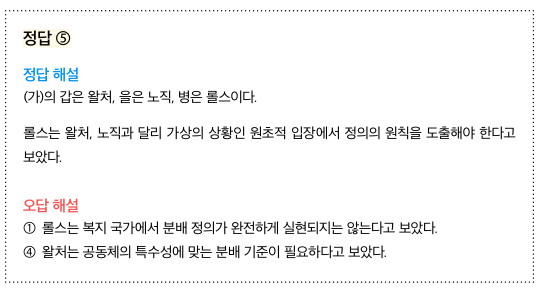 정답 ⑤
정답 해설
(가)의 갑은 왈처, 을은 노직, 병은 롤스이다.
롤스는 왈처, 노직과 달리 가상의 상황인 원초적 입장에서 정의의 원칙을 도출해야 한다고
보았다.
오답 해설
① 롤스는 복지 국가에서 분배 정의가 완전하게 실현되지는 않는다고 보았다.
④ 왈처는 공동체의 특수성에 맞는 분배 기준이 필요하다고 보았다.